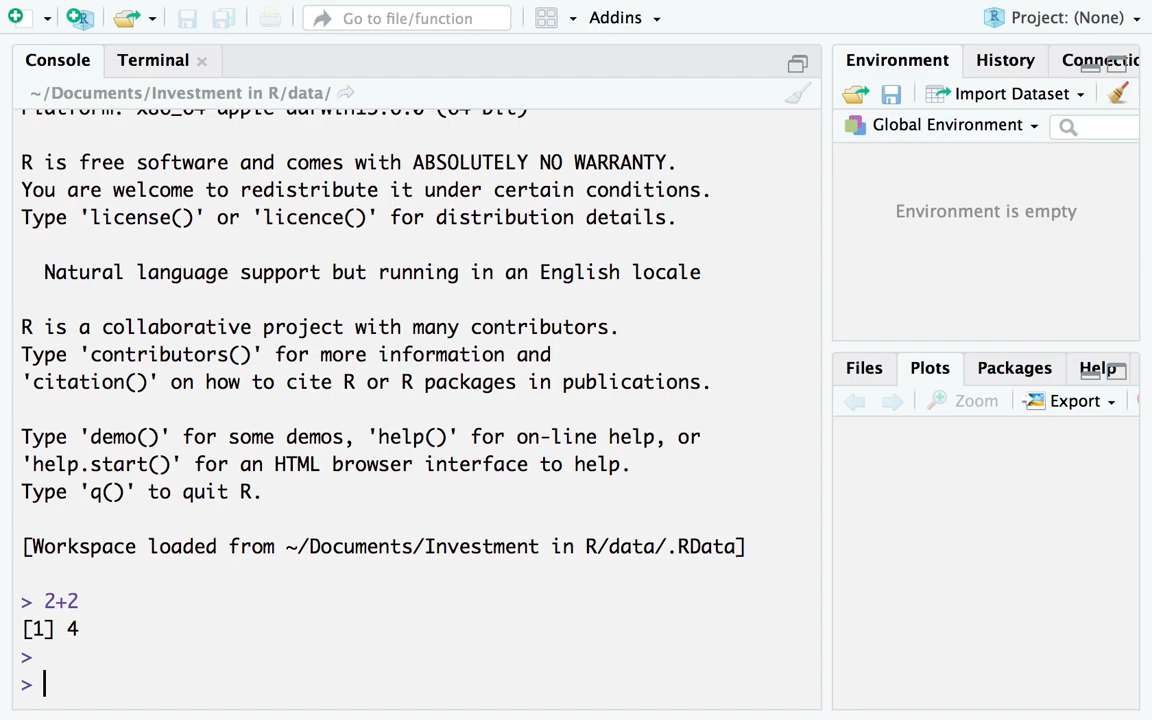 Go to file/function
Addins
Project: (None)
Console
Terminal
~/Documents/Investment in R/data/
R is free software and comes with ABSOLUTELY NO WARRANTY.
You are welcome to redistribute it under certain conditions.
Type 'license()' or 'licence()' for distribution details.
Natural language support but running in an English locale
R is a collaborative project with many contributors.
Type 'contributors()' for more information and
'citation()' on how to cite R or R packages in publications.
Type 'demo()' for some demos, 'help()' for on-line help, or
'help.start()' for an HTML browser interface to help.
Type 'q()' to quit R.
[Workspace loaded from ~/Documents/Investment in R/data/.RData]
> 2+2
[1] 4
>
>
Environment
History
Import Dataset
Global Environment
Environment is empty
Files
Plots
Packages
Help
Zoom
Export